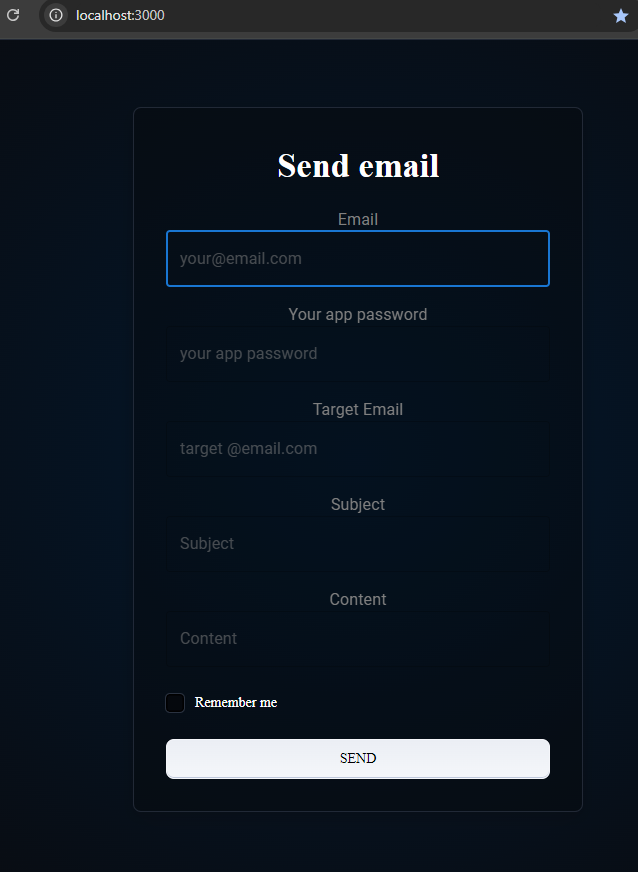 localhost:3000
Send email
Email
your@email.com
Your app password
your app password
Target Email
target @email.com
Subject
Subject
Content
Content
Remember me
SEND